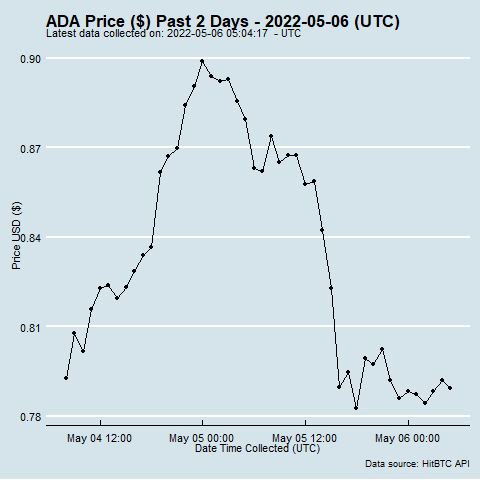 ADA Price ($) Past 2 Days - 2022-05-06 (UTC)
Latest data collected on: 2022-05-06 05:04:17 - UTC
0.90
0.87
0.84
0.81
0.78
Price USD ($)
May 04 12:00 May 05 00:00 May 05 12:00 May 06 00:00
Date Time Collected (UTC)
Data source: HitBTC API